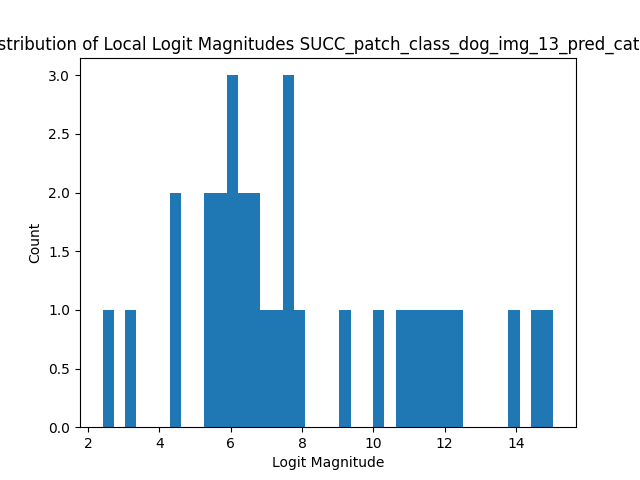 stribution of Local Logit Magnitudes SUCC_patch_class_dog_img_13_pred_cat
3.0
2.5
2.0
1.5
1.0
0.5
0.0
Count
2 4 6 8 10 12 14
Logit Magnitude